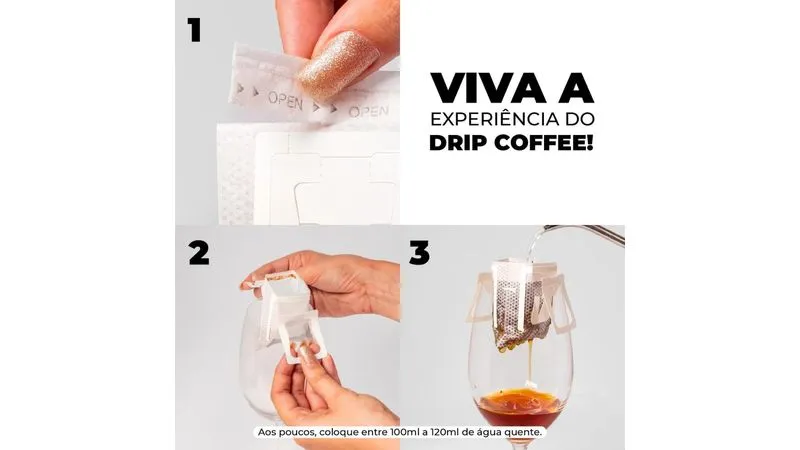 1
OPEN OPEN
VIVA A
EXPERIÊNCIA DO
DRIP COFFEE!
2
3
Aos poucos, coloque entre 100ml a 120ml de água quente.